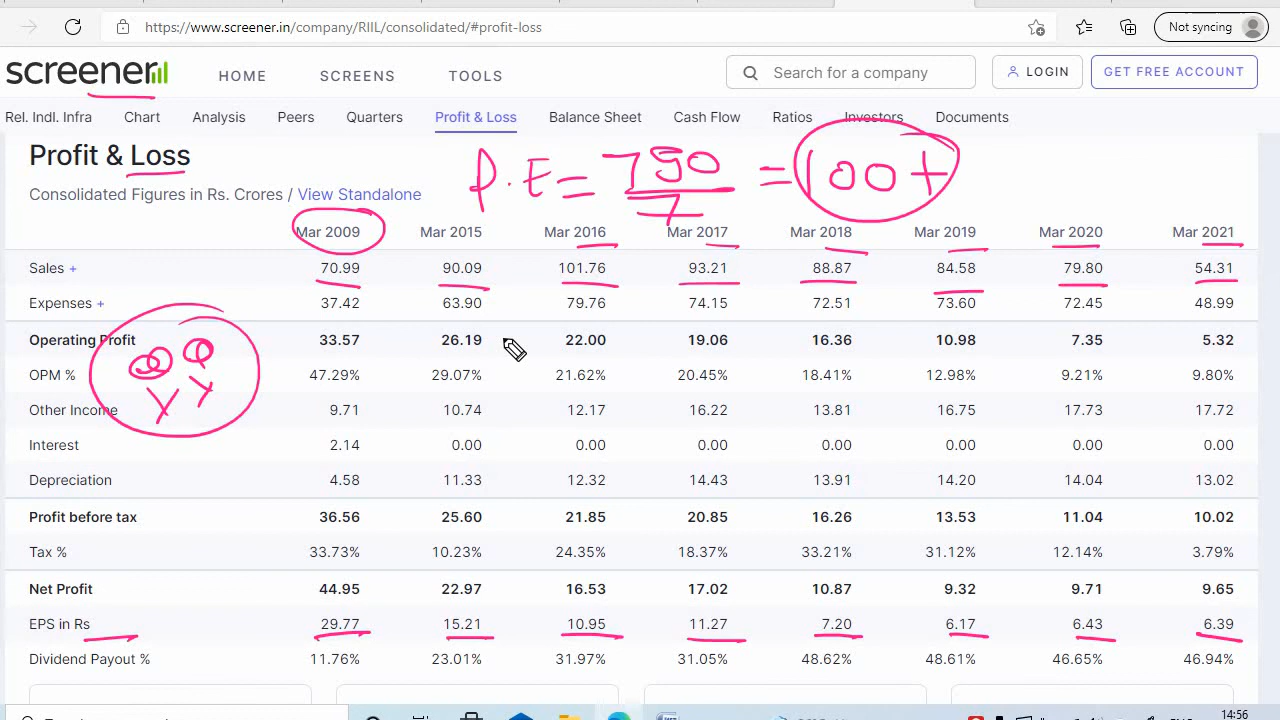 https://www.screener.in/company/RIIL/consolidated/#profit-loss Not syncing
screener HOME SCREENS TOOLS Search for a company LOGIN GET FREE ACCOUNT
Rel. Indl. Infra Chart Analysis Peers Quarters Profit & Loss Balance Sheet Cash Flow Ratios Investors Documents
Profit & Loss
P.E = 790/7 = 100+
Consolidated Figures in Rs. Crores / View Standalone
Mar 2009 Mar 2015 Mar 2016 Mar 2017 Mar 2018 Mar 2019 Mar 2020 Mar 2021
Sales + 70.99 90.09 101.76 93.21 88.87 84.58 79.80 54.31
Expenses + 37.42 63.90 79.76 74.15 72.51 73.60 72.45 48.99
Operating Profit 33.57 26.19 22.00 19.06 16.36 10.98 7.35 5.32
OPM % 47.29% 29.07% 21.62% 20.45% 18.41% 12.98% 9.21% 9.80%
Other Income 9.71 10.74 12.17 16.22 13.81 16.75 17.73 17.72
Interest 2.14 0.00 0.00 0.00 0.00 0.00 0.00 0.00
Depreciation 4.58 11.33 12.32 14.43 13.91 14.20 14.04 13.02
Profit before tax 36.56 25.60 21.85 20.85 16.26 13.53 11.04 10.02
Tax % 33.73% 10.23% 24.35% 18.37% 33.21% 31.12% 12.14% 3.79%
Net Profit 44.95 22.97 16.53 17.02 10.87 9.32 9.71 9.65
EPS in Rs 29.77 15.21 10.95 11.27 7.20 6.17 6.43 6.39
Dividend Payout % 11.76% 23.01% 31.97% 31.05% 48.62% 48.61% 46.65% 46.94%
14:56